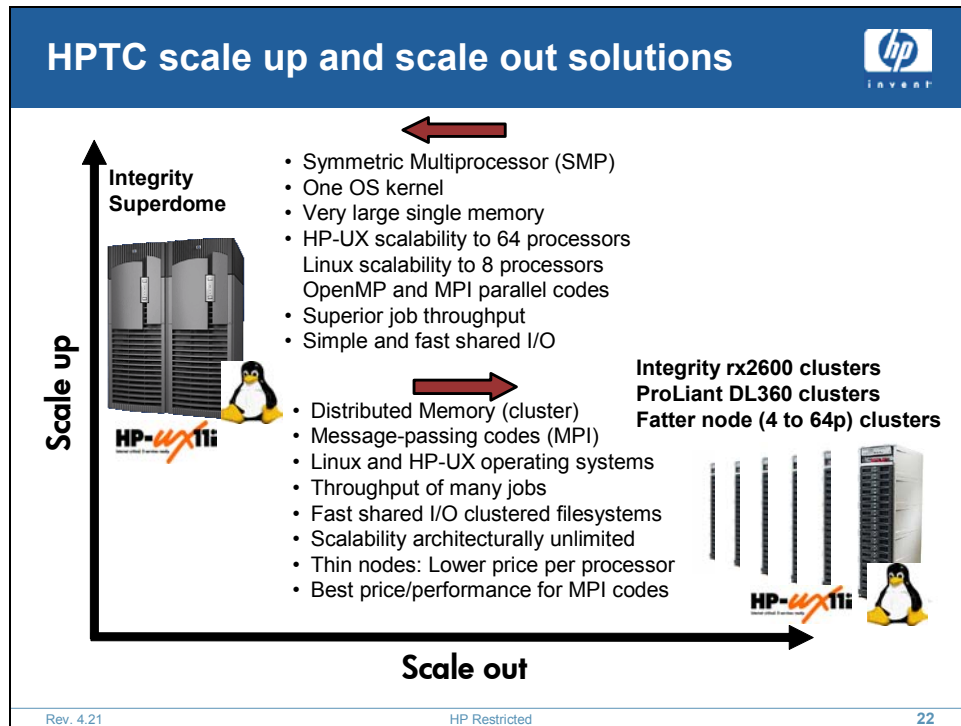 HPTC scale up and scale out solutions
hp
invent
Integrity
Superdome
• Symmetric Multiprocessor (SMP)
• One OS kernel
• Very large single memory
• HP-UX scalability to 64 processors
Linux scalability to 8 processors
OpenMP and MPI parallel codes
• Superior job throughput
• Simple and fast shared I/O
Scale up
HP-UX11i
Integrity rx2600 clusters
ProLiant DL360 clusters
Fatter node (4 to 64p) clusters
• Distributed Memory (cluster)
• Message-passing codes (MPI)
• Linux and HP-UX operating systems
• Throughput of many jobs
• Fast shared I/O clustered filesystems
• Scalability architecturally unlimited
• Thin nodes: Lower price per processor
• Best price/performance for MPI codes
HP-UX11i
Scale out
Rev. 4.21
HP Restricted
22